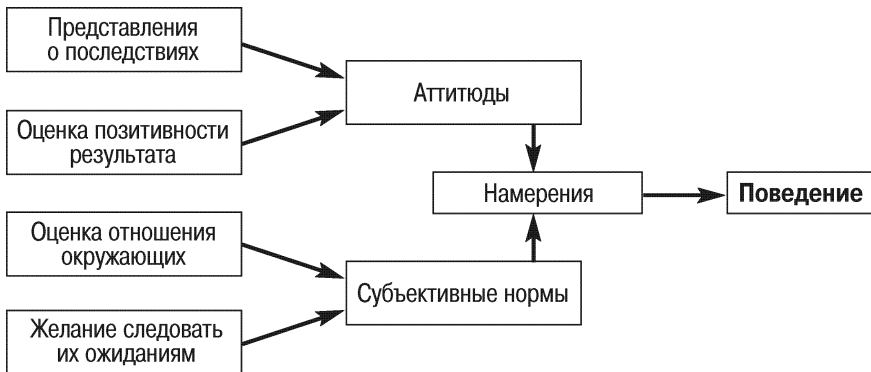 Представления
о последствиях
Аттитюды
Оценка позитивности
результата
Намерения
Поведение
Оценка отношения
окружающих
Субъективные нормы
Желание следовать
их ожиданиям